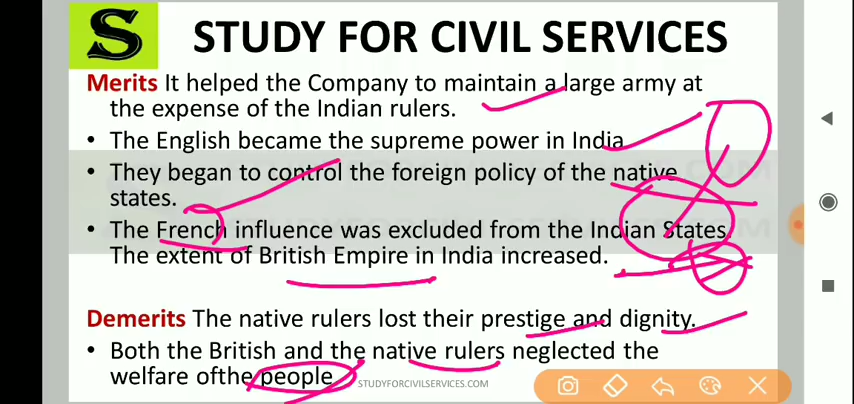 S STUDY FOR CIVIL SERVICES
Merits It helped the Company to maintain a large army at
the expense of the Indian rulers.
• The English became the supreme power in India
• They began to control the foreign policy of the native
states.
• The French influence was excluded from the Indian States.
The extent of British Empire in India increased.
Demerits The native rulers lost their prestige and dignity.
• Both the British and the native rulers neglected the
welfare ofthe people
STUDYFORCIVILSERVICES.COM